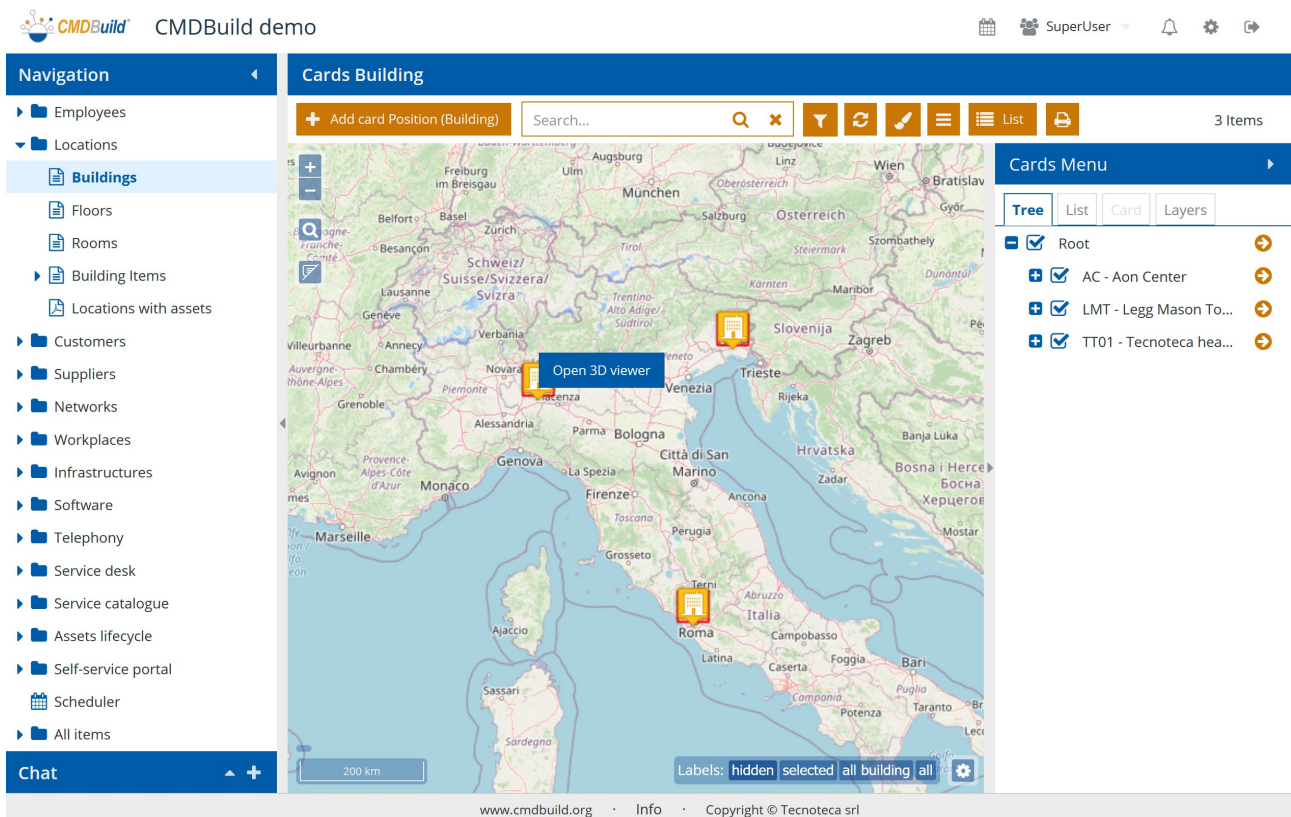 CMDBuild
CMDBuild demo
SuperUser
Navigation
Employees
Locations
Buildings
Floors
Rooms
Building Items
Locations with assets
Customers
Suppliers
Networks
Workplaces
Infrastructures
Software
Telephony
Service desk
Service catalogue
Assets lifecycle
Self-service portal
Scheduler
All items
Chat
Cards Building
Add card Position (Building)
Search...
List
3 Items
Augsburg
Linz
Freiburg
im Breisgau
Ulm
Wien
München
Oberösterreich
Bratislav
Belfort
Basel
Zürich
Salzburg
Österreich
Győr
Besançon
Tirol
Steiermark
Szombathely
Schweiz/
Suisse/Svizzera/
Svizra
Dunántúl
Lausanne
Kärnten
Maribor
Trentino-
Alto Adige/
Südtirol
Genève
Verbania
Slovenija
Zagreb
Villeurbanne
Annecy
Auvergne-
Rhône-Alpes
Chambéry
Novara
Open 3D viewer
Trieste
Venezia
Piemonte
Rijeka
Grenoble
Alessandria
Parma
Bologna
Banja Luka
Città di San
Marino
Hrvatska
Provence-
Alpes-Côte
d'Azur
Genova
La Spezia
Bosna i Herce
Босна
Херцегов
Avignon
Monaco
Zadar
Firenze
Ancona
Toscana
Marseille
Perugia
Mostar
Grosseto
Terni
Abruzzo
Italia
Ajaccio
Roma
Campobasso
Latina
Caserta
Foggia
Bari
Sassari
Campania
Puglia
Potenza
Taranto
Sardegna
200 km
Labels: hidden selected all building all
Cards Menu
Tree
List
Card
Layers
Root
AC - Aon Center
LMT - Legg Mason To...
TT01 - Tecnoteca hea...
www.cmdbuild.org · Info · Copyright © Tecnoteca srl